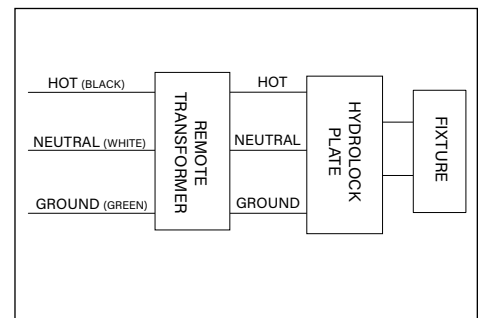 HOT (BLACK)
NEUTRAL (WHITE)
GROUND (GREEN)
REMOTE
TRANSFORMER
HOT
NEUTRAL
GROUND
HYDROLOCK
PLATE
FIXTURE